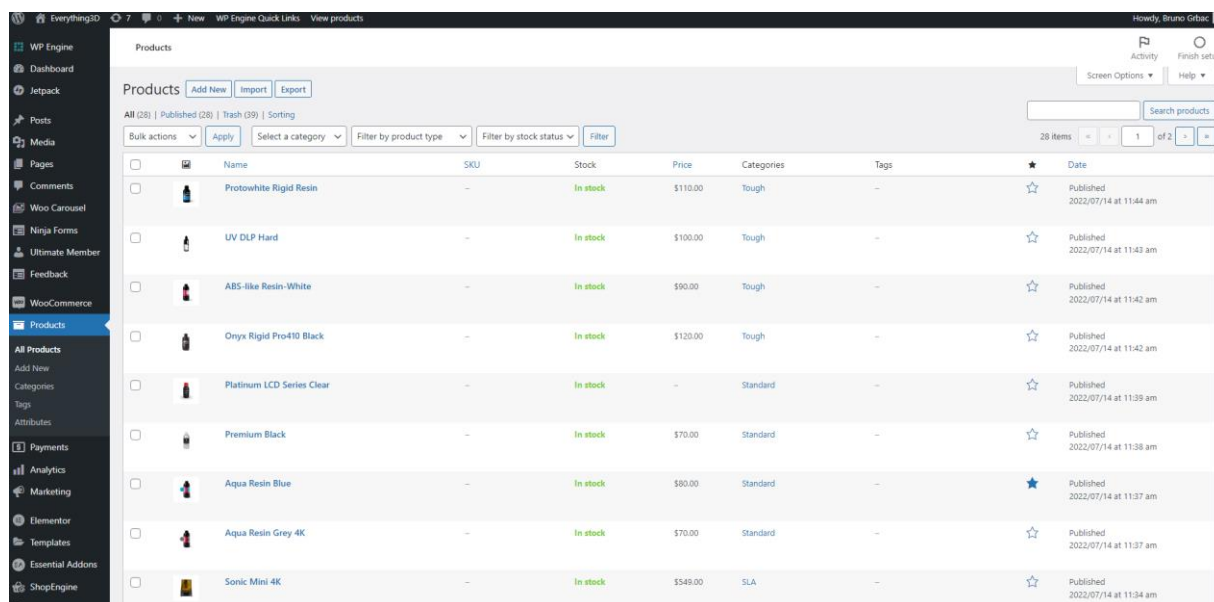 Everything3D 7 0 + New WP Engine Quick Links View products Howdy, Bruno Grbac
WP Engine
Dashboard
Jetpack
Posts
Media
Pages
Comments
Woo Carousel
Ninja Forms
Ultimate Member
Feedback
WooCommerce
Products
All Products
Add New
Categories
Tags
Attributes
Payments
Analytics
Marketing
Elementor
Templates
Essential Addons
ShopEngine
Products
Activity Finish setu
Screen Options ▼ Help ▼
Products Add New Import Export
All (28) | Published (28) | Trash (39) | Sorting
Search products
Bulk actions Apply Select a category Filter by product type Filter by stock status Filter 28 items « ‹ 1 of 2 › »
Name SKU Stock Price Categories Tags ★ Date
Protowhite Rigid Resin – In stock $110.00 Tough – Published
2022/07/14 at 11:44 am
UV DLP Hard – In stock $100.00 Tough – Published
2022/07/14 at 11:43 am
ABS-like Resin-White – In stock $90.00 Tough – Published
2022/07/14 at 11:42 am
Onyx Rigid Pro410 Black – In stock $120.00 Tough – Published
2022/07/14 at 11:42 am
Platinum LCD Series Clear – In stock – Standard – Published
2022/07/14 at 11:39 am
Premium Black – In stock $70.00 Standard – Published
2022/07/14 at 11:38 am
Aqua Resin Blue – In stock $80.00 Standard – Published
2022/07/14 at 11:37 am
Aqua Resin Grey 4K – In stock $70.00 Standard – Published
2022/07/14 at 11:37 am
Sonic Mini 4K – In stock $549.00 SLA – Published
2022/07/14 at 11:34 am